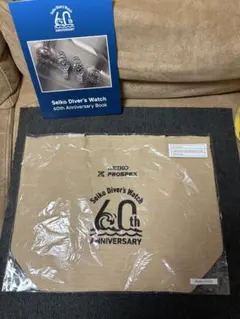 Seiko Diver's Watch
60th
ANNIVERSARY
Seiko Diver's Watch
60th Anniversary Book
SEIKO
PROSPEX
Seiko Diver's Watch
60th
ANNIVERSARY